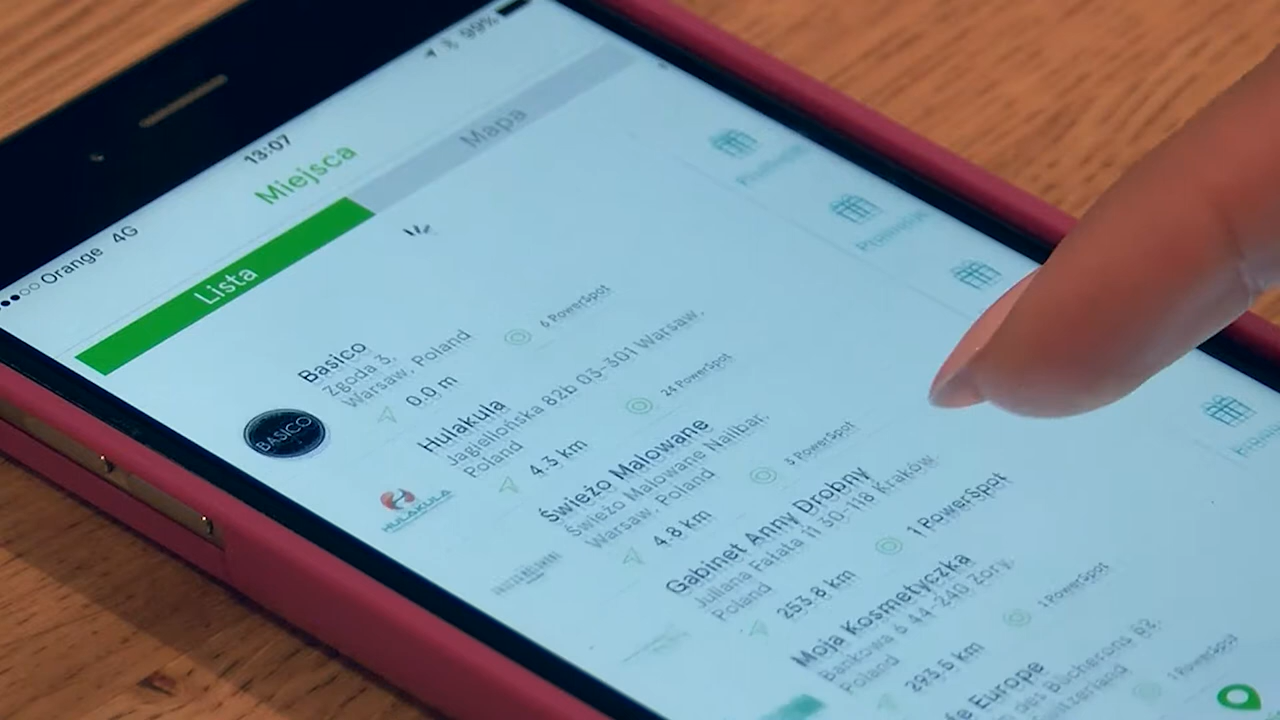 Orange 4G
13:07
99%
Miejsca
Lista
Mapa
BASICO
Basico
Zgoda 3,
Warsaw, Poland
0.0 m
6 PowerSpot
HULAKULA
Hulakula
Jagiellońska 82b 03-301 Warsaw,
Poland
4.3 km
24 PowerSpot
Świeżo Malowane
Świeżo Malowane Nailbar,
Warsaw, Poland
4.8 km
3 PowerSpot
Gabinet Anny Drobny
Juliana Fałata 11 30-118 Kraków,
Poland
253.8 km
1 PowerSpot
Moja Kosmetyczka
Bankowa 6 44-240 Żory,
Poland
293.5 km
1 PowerSpot
Europe
des Bûcherons 82,
1 PowerSpot